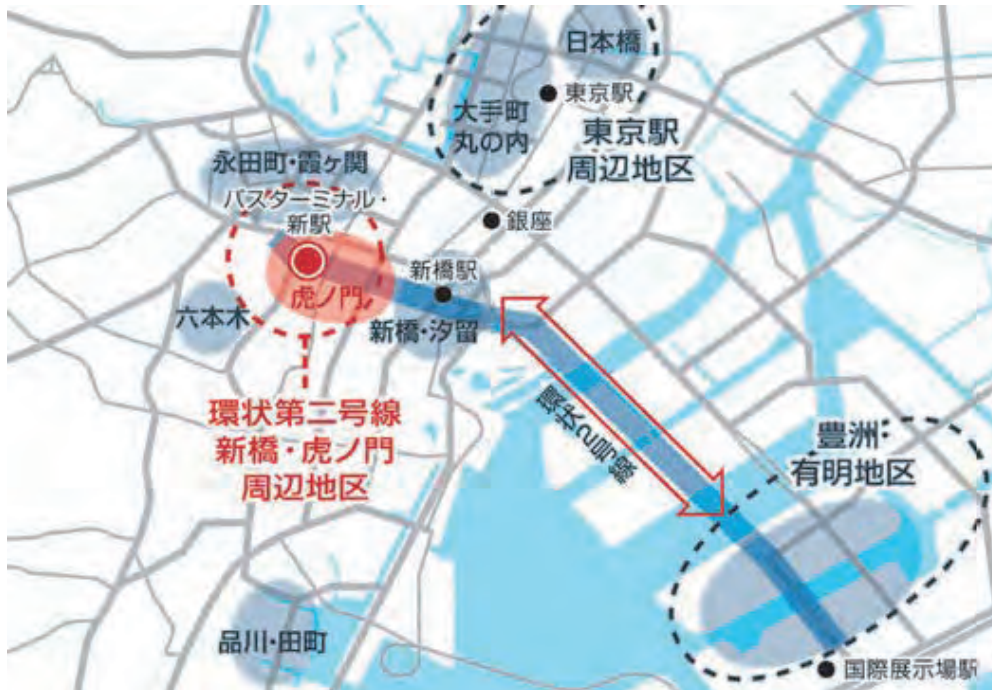 日本橋
東京駅
大手町
丸の内
東京駅
周辺地区
永田町・霞ヶ関
バスターミナル・
新駅
銀座
新橋駅
虎ノ門
六本木
新橋・汐留
環状第二号線
新橋・虎ノ門
周辺地区
環状2号線
豊洲・
有明地区
品川・田町
国際展示場駅